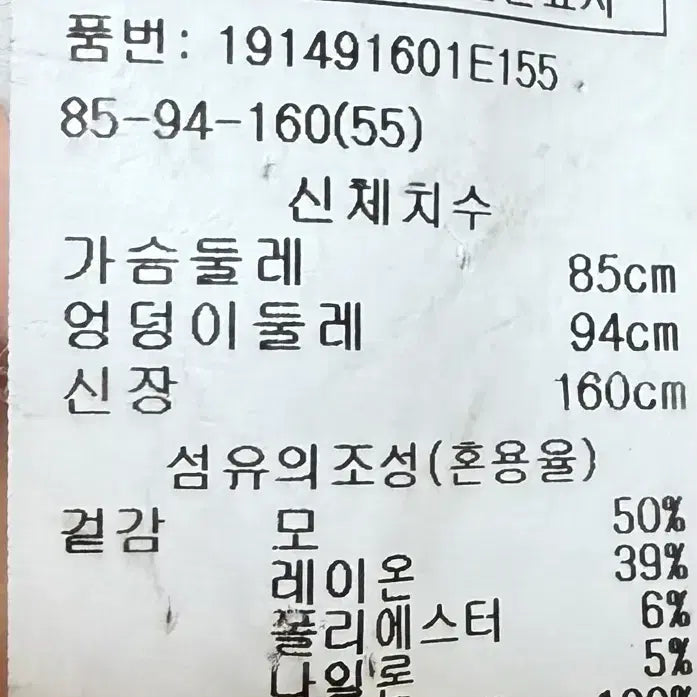 품번: 191491601E155
85-94-160(55)
신체치수
가슴둘레 85cm
엉덩이둘레 94cm
신장 160cm
섬유의조성(혼용율)
겉감 모 50%
레이온 39%
폴리에스터 6%
나일론 5%